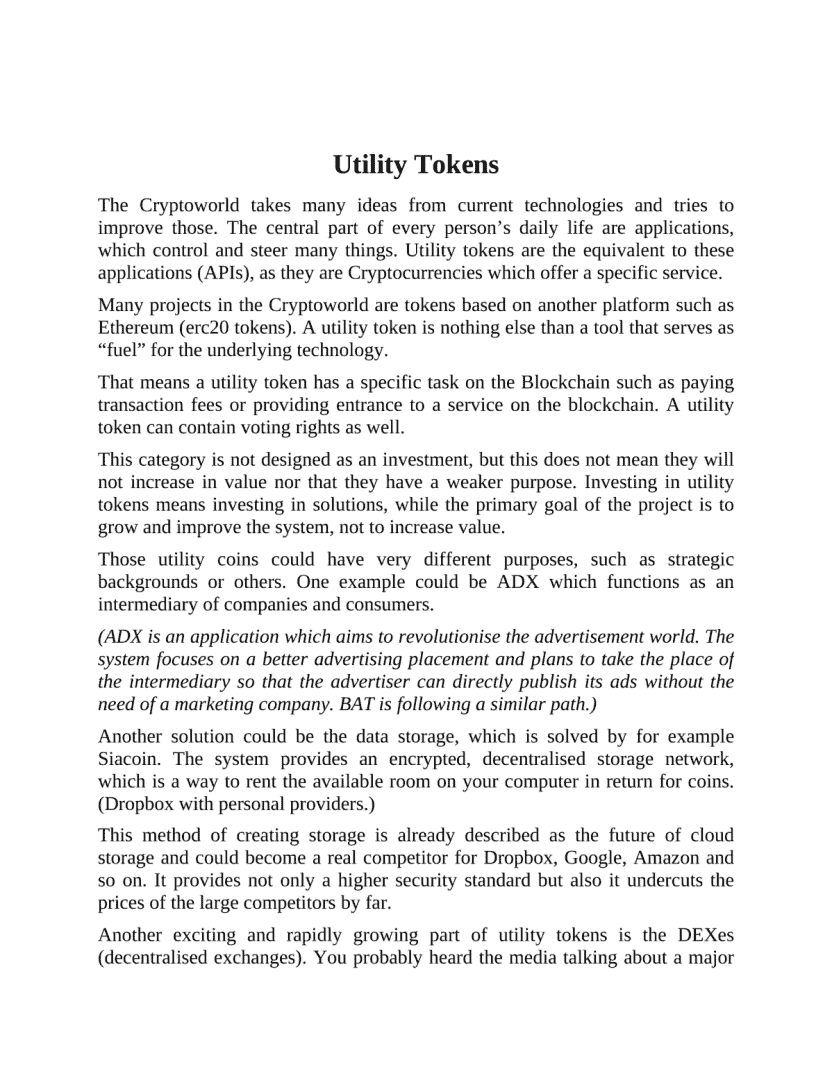 Utility Tokens
The Cryptoworld takes many ideas from current technologies and tries to
improve those. The central part of every person’s daily life are applications,
which control and steer many things. Utility tokens are the equivalent to these
applications (APIs), as they are Cryptocurrencies which offer a specific service.
Many projects in the Cryptoworld are tokens based on another platform such as
Ethereum (erc20 tokens). A utility token is nothing else than a tool that serves as
“fuel” for the underlying technology.
That means a utility token has a specific task on the Blockchain such as paying
transaction fees or providing entrance to a service on the blockchain. A utility
token can contain voting rights as well.
This category is not designed as an investment, but this does not mean they will
not increase in value nor that they have a weaker purpose. Investing in utility
tokens means investing in solutions, while the primary goal of the project is to
grow and improve the system, not to increase value.
Those utility coins could have very different purposes, such as strategic
backgrounds or others. One example could be ADX which functions as an
intermediary of companies and consumers.
(ADX is an application which aims to revolutionise the advertisement world. The
system focuses on a better advertising placement and plans to take the place of
the intermediary so that the advertiser can directly publish its ads without the
need of a marketing company. BAT is following a similar path.)
Another solution could be the data storage, which is solved by for example
Siacoin. The system provides an encrypted, decentralised storage network,
which is a way to rent the available room on your computer in return for coins.
(Dropbox with personal providers.)
This method of creating storage is already described as the future of cloud
storage and could become a real competitor for Dropbox, Google, Amazon and
so on. It provides not only a higher security standard but also it undercuts the
prices of the large competitors by far.
Another exciting and rapidly growing part of utility tokens is the DEXes
(decentralised exchanges). You probably heard the media talking about a major